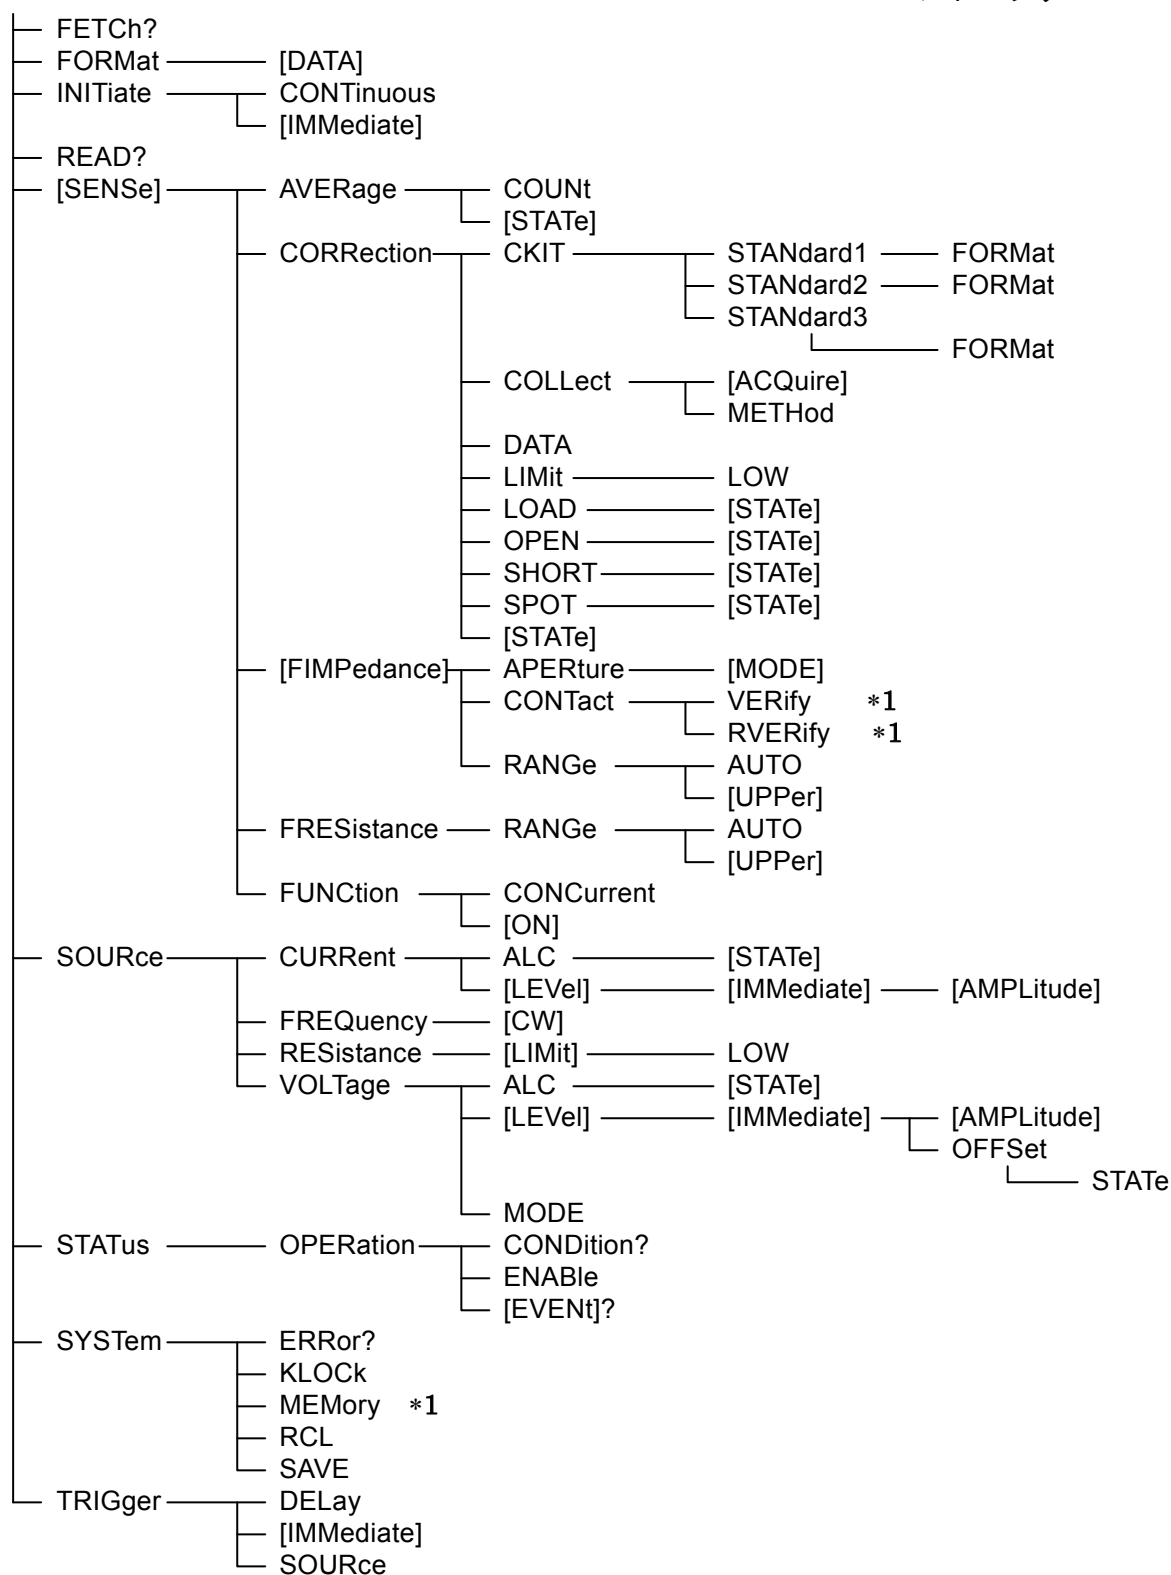 FETCh?
FORMat [DATA]
INITiate CONTinuous
[IMMediate]
READ?
[SENSe] AVERage COUNt
[STATe]
CORRection CKIT STANdard1 FORMat
STANdard2 FORMat
STANdard3
FORMat
COLLect [ACQuire]
METHod
DATA
LIMit LOW
LOAD [STATe]
OPEN [STATe]
SHORT [STATe]
SPOT [STATe]
[STATe]
[FIMPedance] APERture [MODE]
CONTact VERify *1
RVERify *1
RANGe AUTO
[UPPer]
FRESistance RANGe AUTO
[UPPer]
FUNCtion CONCurrent
[ON]
SOURce CURRent ALC [STATe]
[LEVel] [IMMediate] [AMPLitude]
FREQuency [CW]
RESistance [LIMit] LOW
VOLTage ALC [STATe]
[LEVel] [IMMediate] [AMPLitude]
OFFSet
STATe
MODE
STATus OPERation CONDition?
ENABle
[EVENt]?
SYSTem ERRor?
KLOCk
MEMory *1
RCL
SAVE
TRIGger DELay
[IMMediate]
SOURce